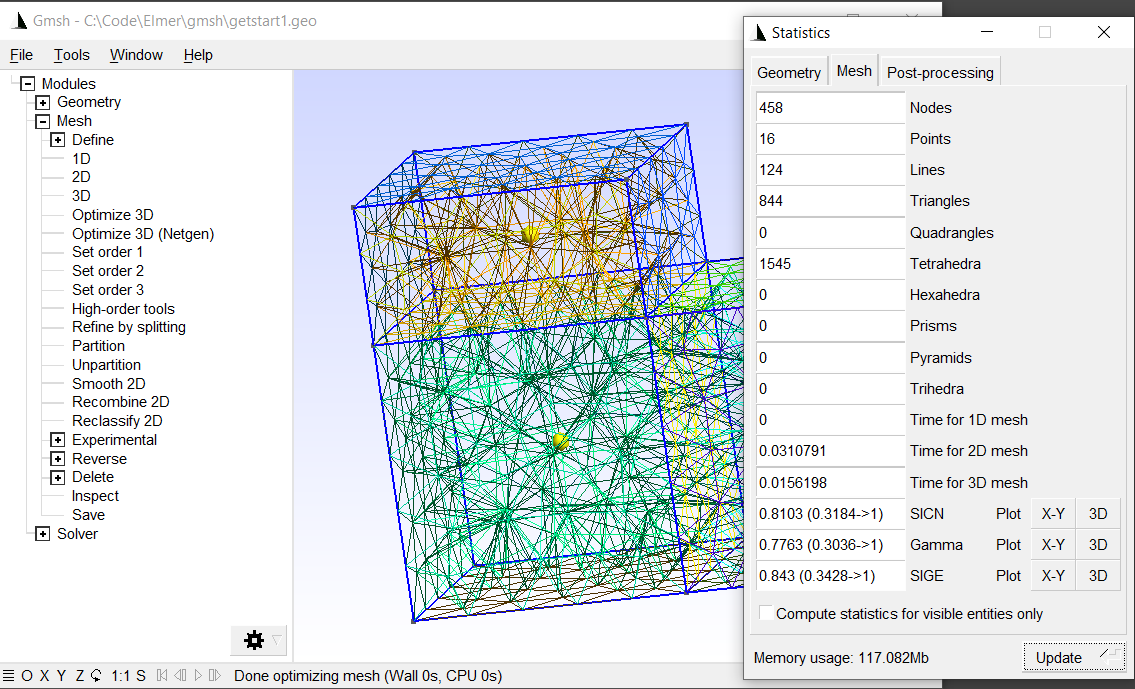 Gmsh - C:\Code\Elmer\gmsh\getstart1.geo
File Tools Window Help
Modules
Geometry
Mesh
Define
1D
2D
3D
Optimize 3D
Optimize 3D (Netgen)
Set order 1
Set order 2
Set order 3
High-order tools
Refine by splitting
Partition
Unpartition
Smooth 2D
Recombine 2D
Reclassify 2D
Experimental
Reverse
Delete
Inspect
Save
Solver
O X Y Z 1:1 S Done optimizing mesh (Wall 0s, CPU 0s)
Statistics
Geometry Mesh Post-processing
458 Nodes
16 Points
124 Lines
844 Triangles
0 Quadrangles
1545 Tetrahedra
0 Hexahedra
0 Prisms
0 Pyramids
0 Trihedra
0 Time for 1D mesh
0.0310791 Time for 2D mesh
0.0156198 Time for 3D mesh
0.8103 (0.3184->1) SICN Plot X-Y 3D
0.7763 (0.3036->1) Gamma Plot X-Y 3D
0.843 (0.3428->1) SIGE Plot X-Y 3D
Compute statistics for visible entities only
Memory usage: 117.082Mb Update